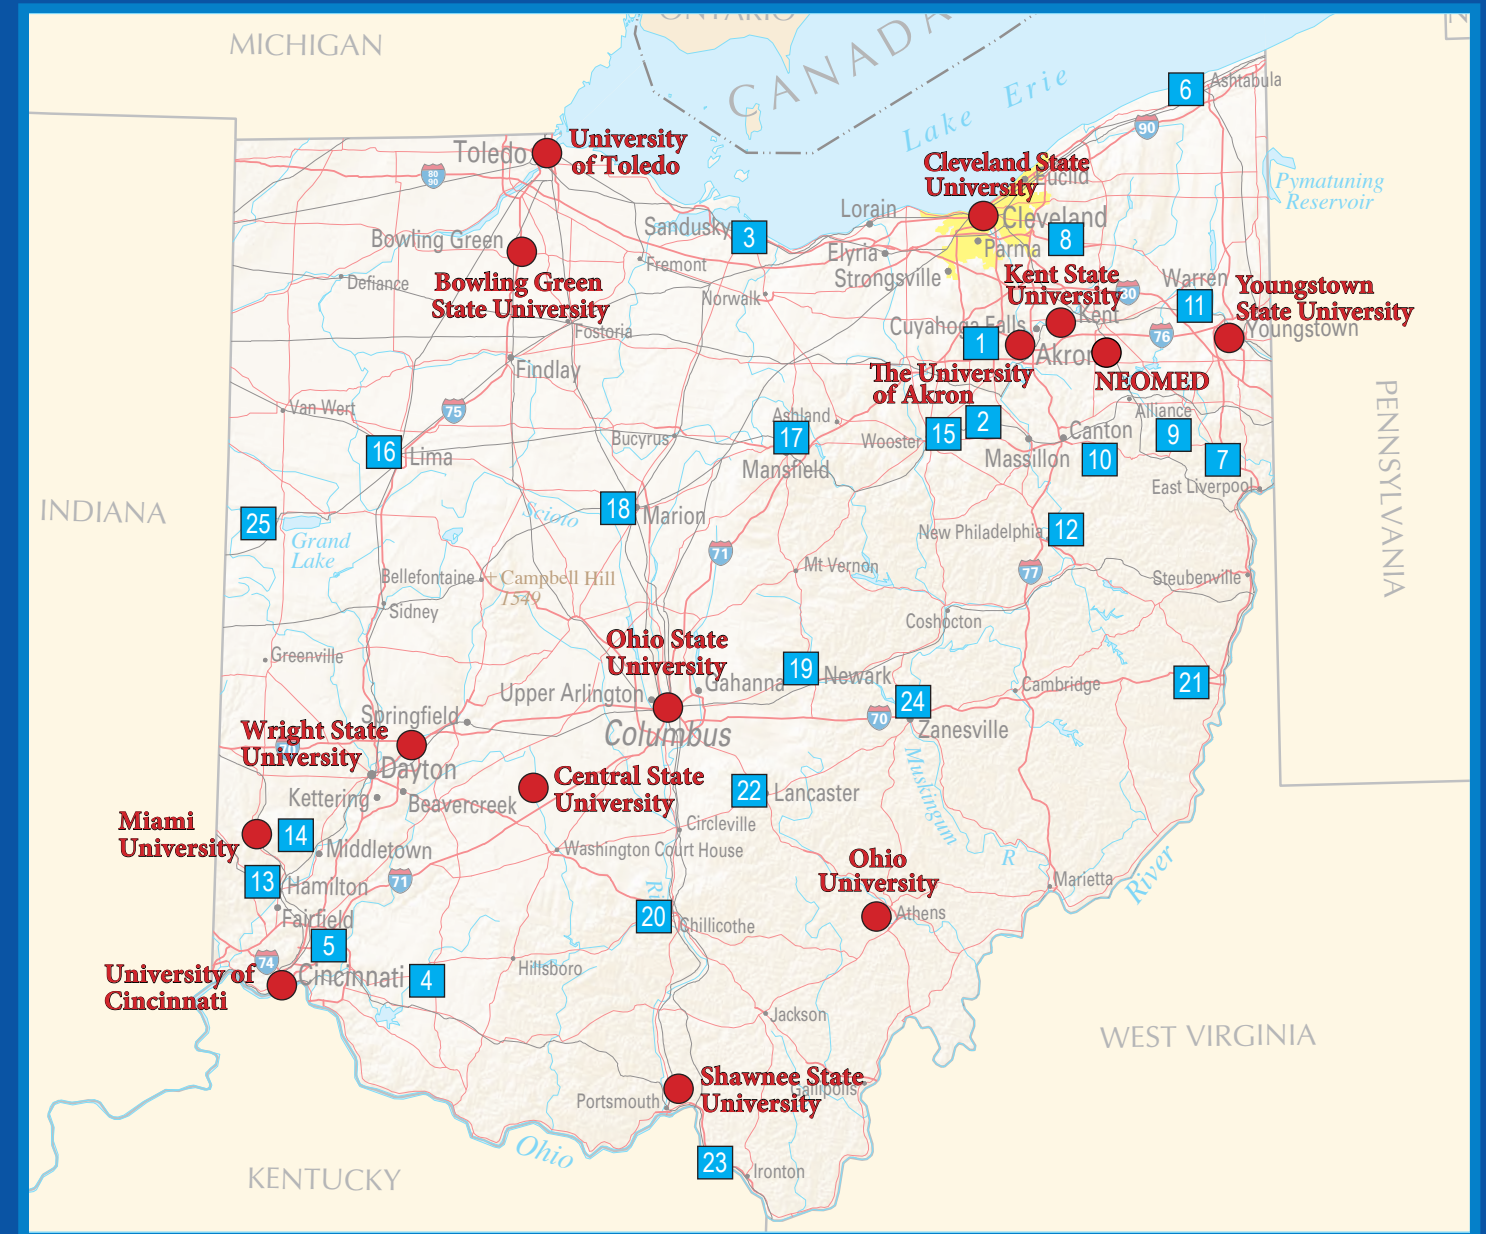 ONTARIO
N
MICHIGAN
CANADA
Lake Erie
6
Ashtabula
90
University
of Toledo
Toledo
80
90
Cleveland State
University
Euclid
Pymatuning
Reservoir
Lorain
Cleveland
Sandusky
3
8
Bowling Green
Elyria
Parma
Fremont
Strongsville
Kent State
University
Defiance
Bowling Green
State University
Norwalk
80
Warren
11
Youngstown
State University
Fostoria
Cuyahoga Falls
Kent
76
Youngstown
1
Akron
Findlay
The University
of Akron
NEOMED
PENNSYLVANIA
Van Wert
75
Ashland
Alliance
Bucyrus
17
Wooster
15
2
Canton
9
16
Lima
Mansfield
Massillon
10
7
East Liverpool
INDIANA
25
18
Scioto
Marion
12
New Philadelphia
Grand
Lake
71
77
Mt Vernon
Bellefontaine
Campbell Hill
1549
Steubenville
Sidney
Coshocton
Ohio State
University
Greenville
19
Newark
Gahanna
Upper Arlington
Cambridge
21
24
Springfield
70
Zanesville
Wright State
University
70
Columbus
Muskingum
R
Dayton
Central State
University
Kettering
Beavercreek
22
Lancaster
Miami
University
14
Circleville
Middletown
Washington Court House
Ohio
University
13
Hamilton
71
Marietta
River
Fairfield
20
Chillicothe
Athens
5
74
Cincinnati
4
Hillsboro
University of
Cincinnati
Jackson
WEST VIRGINIA
Shawnee State
University
Gallipolis
Portsmouth
Ohio
KENTUCKY
23
Ironton